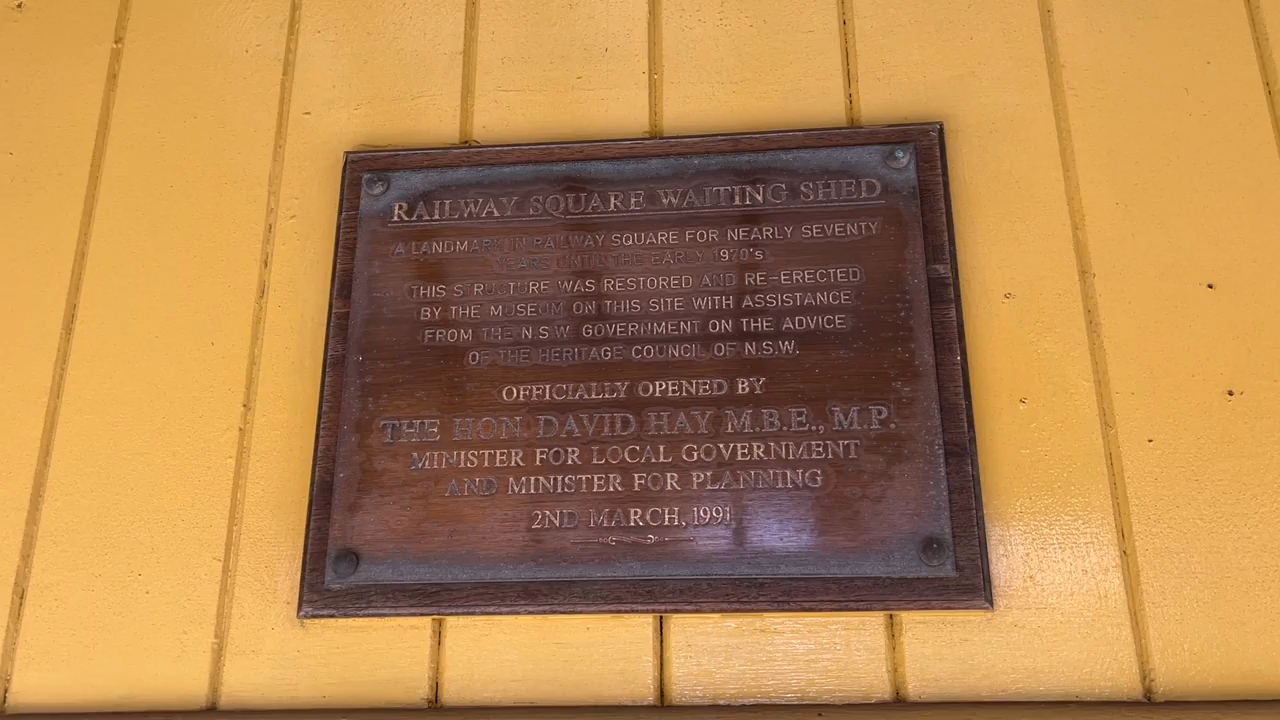 RAILWAY SQUARE WAITING SHED
A LANDMARK IN RAILWAY SQUARE FOR NEARLY SEVENTY
YEARS UNTIL THE EARLY 1970's
THIS STRUCTURE WAS RESTORED AND RE-ERECTED
BY THE MUSEUM ON THIS SITE WITH ASSISTANCE
FROM THE N.S.W. GOVERNMENT ON THE ADVICE
OF THE HERITAGE COUNCIL OF N.S.W.
OFFICIALLY OPENED BY
THE HON DAVID HAY M.B.E., M.P.
MINISTER FOR LOCAL GOVERNMENT
AND MINISTER FOR PLANNING
2ND MARCH, 1991